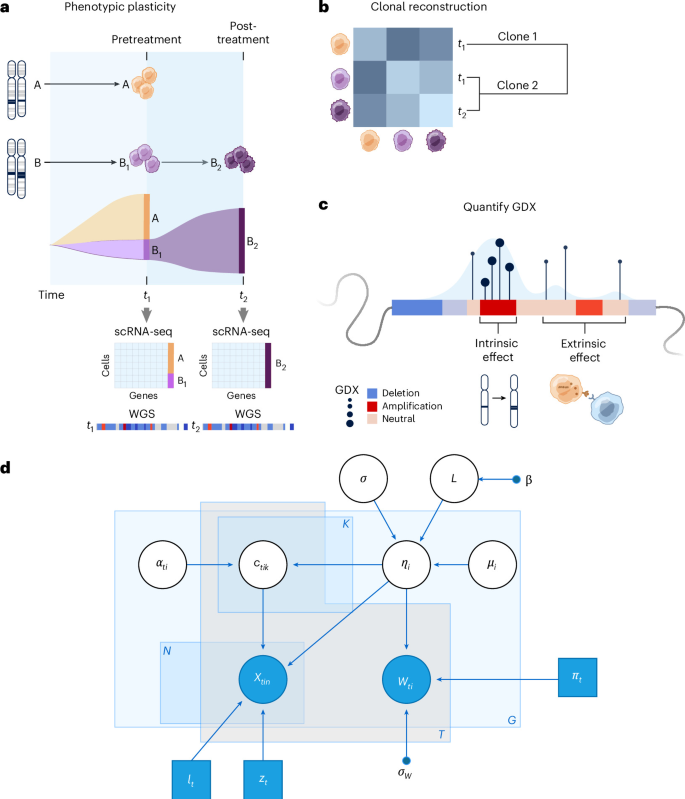 a
Phenotypic plasticity
Pretreatment
Post-
treatment
A
A
B
B1
B2
A
B1
B2
Time
t1
t2
scRNA-seq
scRNA-seq
Cells
A
B1
Genes
Cells
B2
Genes
WGS
WGS
t1
t2
b
Clonal reconstruction
t1
Clone 1
t1
Clone 2
t2
c
Quantify GDX
Intrinsic
effect
Extrinsic
effect
GDX
Deletion
Amplification
Neutral
d
σ
L
β
K
αti
ctik
ηi
μi
N
Xtin
Wti
πt
T
G
lt
zt
σW